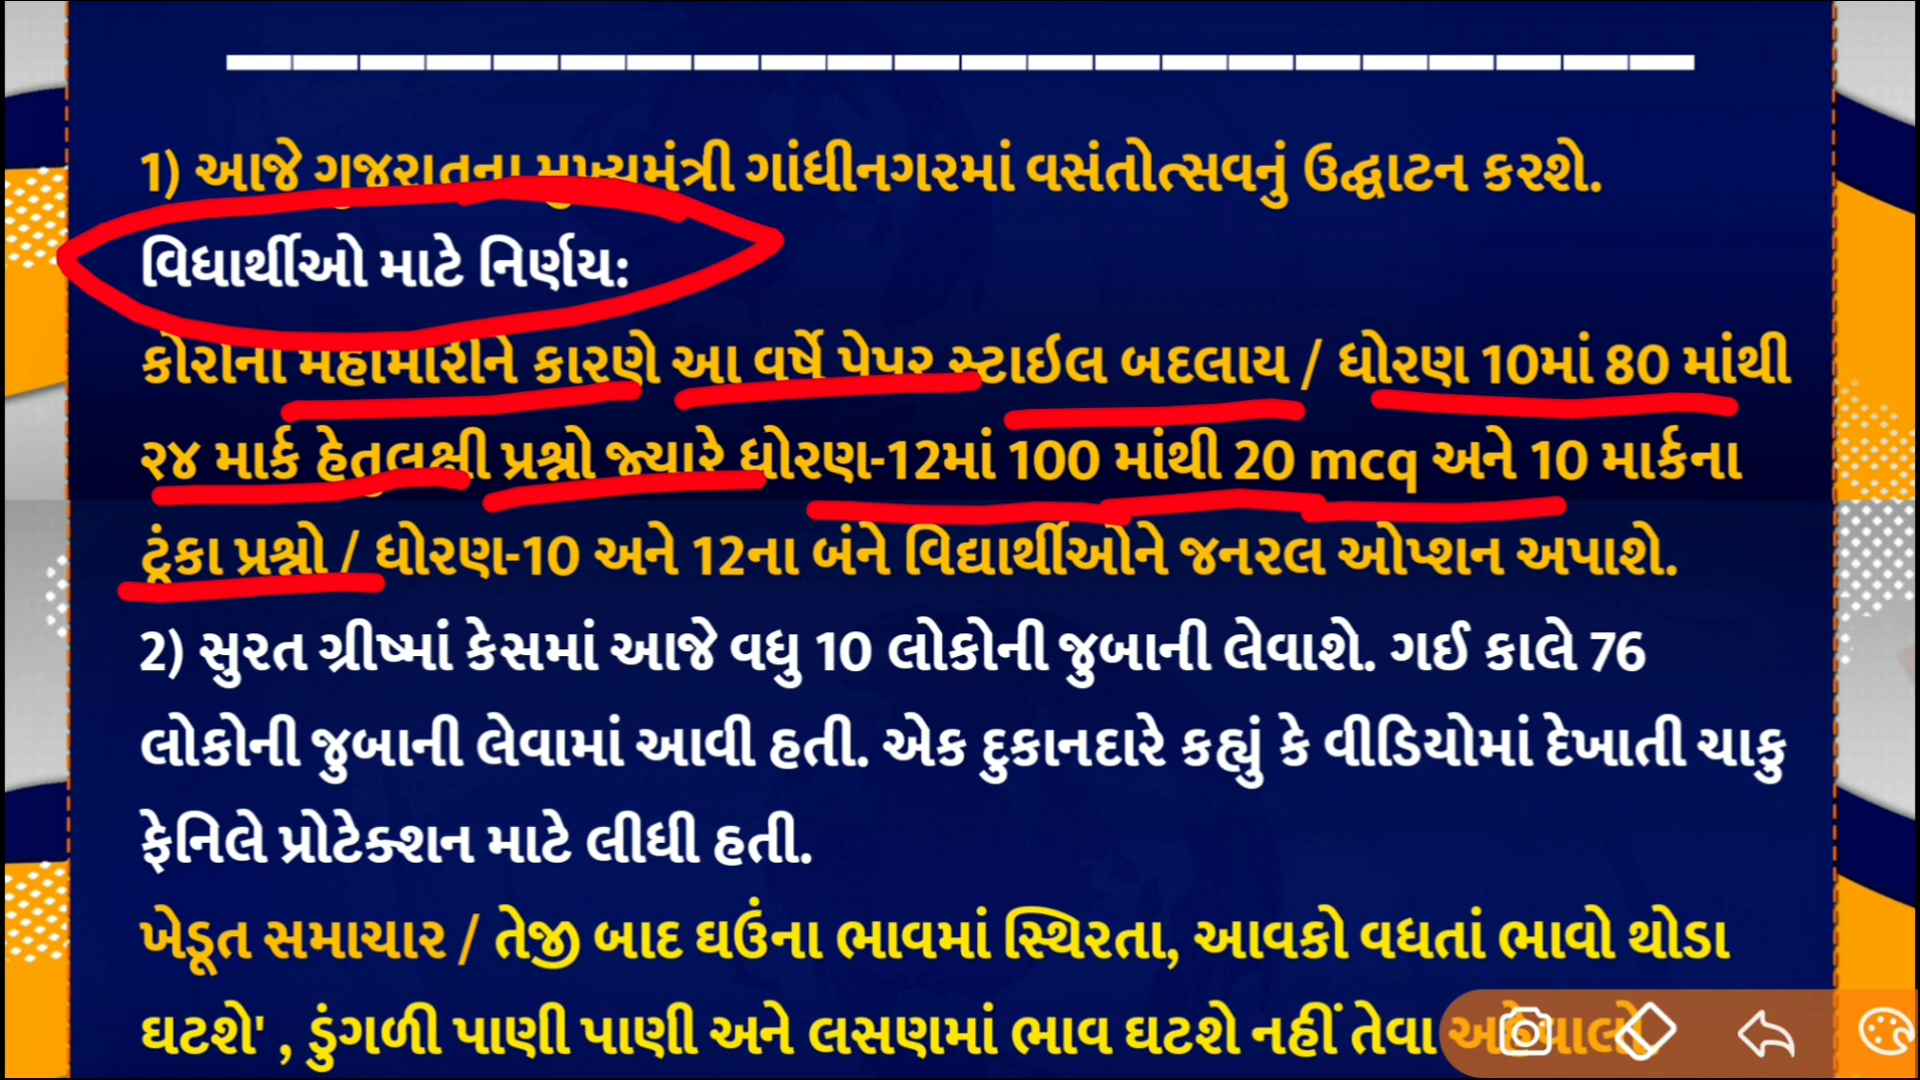 1) આજે ગુજરાતના મુખ્યમંત્રી ગાંધીનગરમાં વસંતોત્સવનું ઉદ્ઘાટન કરશે.
વિધાર્થીઓ માટે નિર્ણય:
કોરોના મહામારીને કારણે આ વર્ષે પેપર સ્ટાઇલ બદલાય / ધોરણ 10માં 80 માંથી
૨૪ માર્ક હેતુલક્ષી પ્રશ્નો જ્યારે ધોરણ-12માં 100 માંથી 20 mcq અને 10 માર્કના
ટૂંકા પ્રશ્નો / ધોરણ-10 અને 12ના બંને વિદ્યાર્થીઓને જનરલ ઓપ્શન અપાશે.
2) સુરત ગ્રીષ્માં કેસમાં આજે વધુ 10 લોકોની જુબાની લેવાશે. ગઈ કાલે 76
લોકોની જુબાની લેવામાં આવી હતી. એક દુકાનદારે કહ્યું કે વીડિયોમાં દેખાતી ચાકુ
ફેનિલે પ્રોટેક્શન માટે લીધી હતી.
ખેડૂત સમાચાર / તેજી બાદ ઘઉંના ભાવમાં સ્થિરતા, આવકો વધતાં ભાવો થોડા
ઘટશે' , ડુંગળી પાણી પાણી અને લસણમાં ભાવ ઘટશે નહીં તેવા અહેવાલો